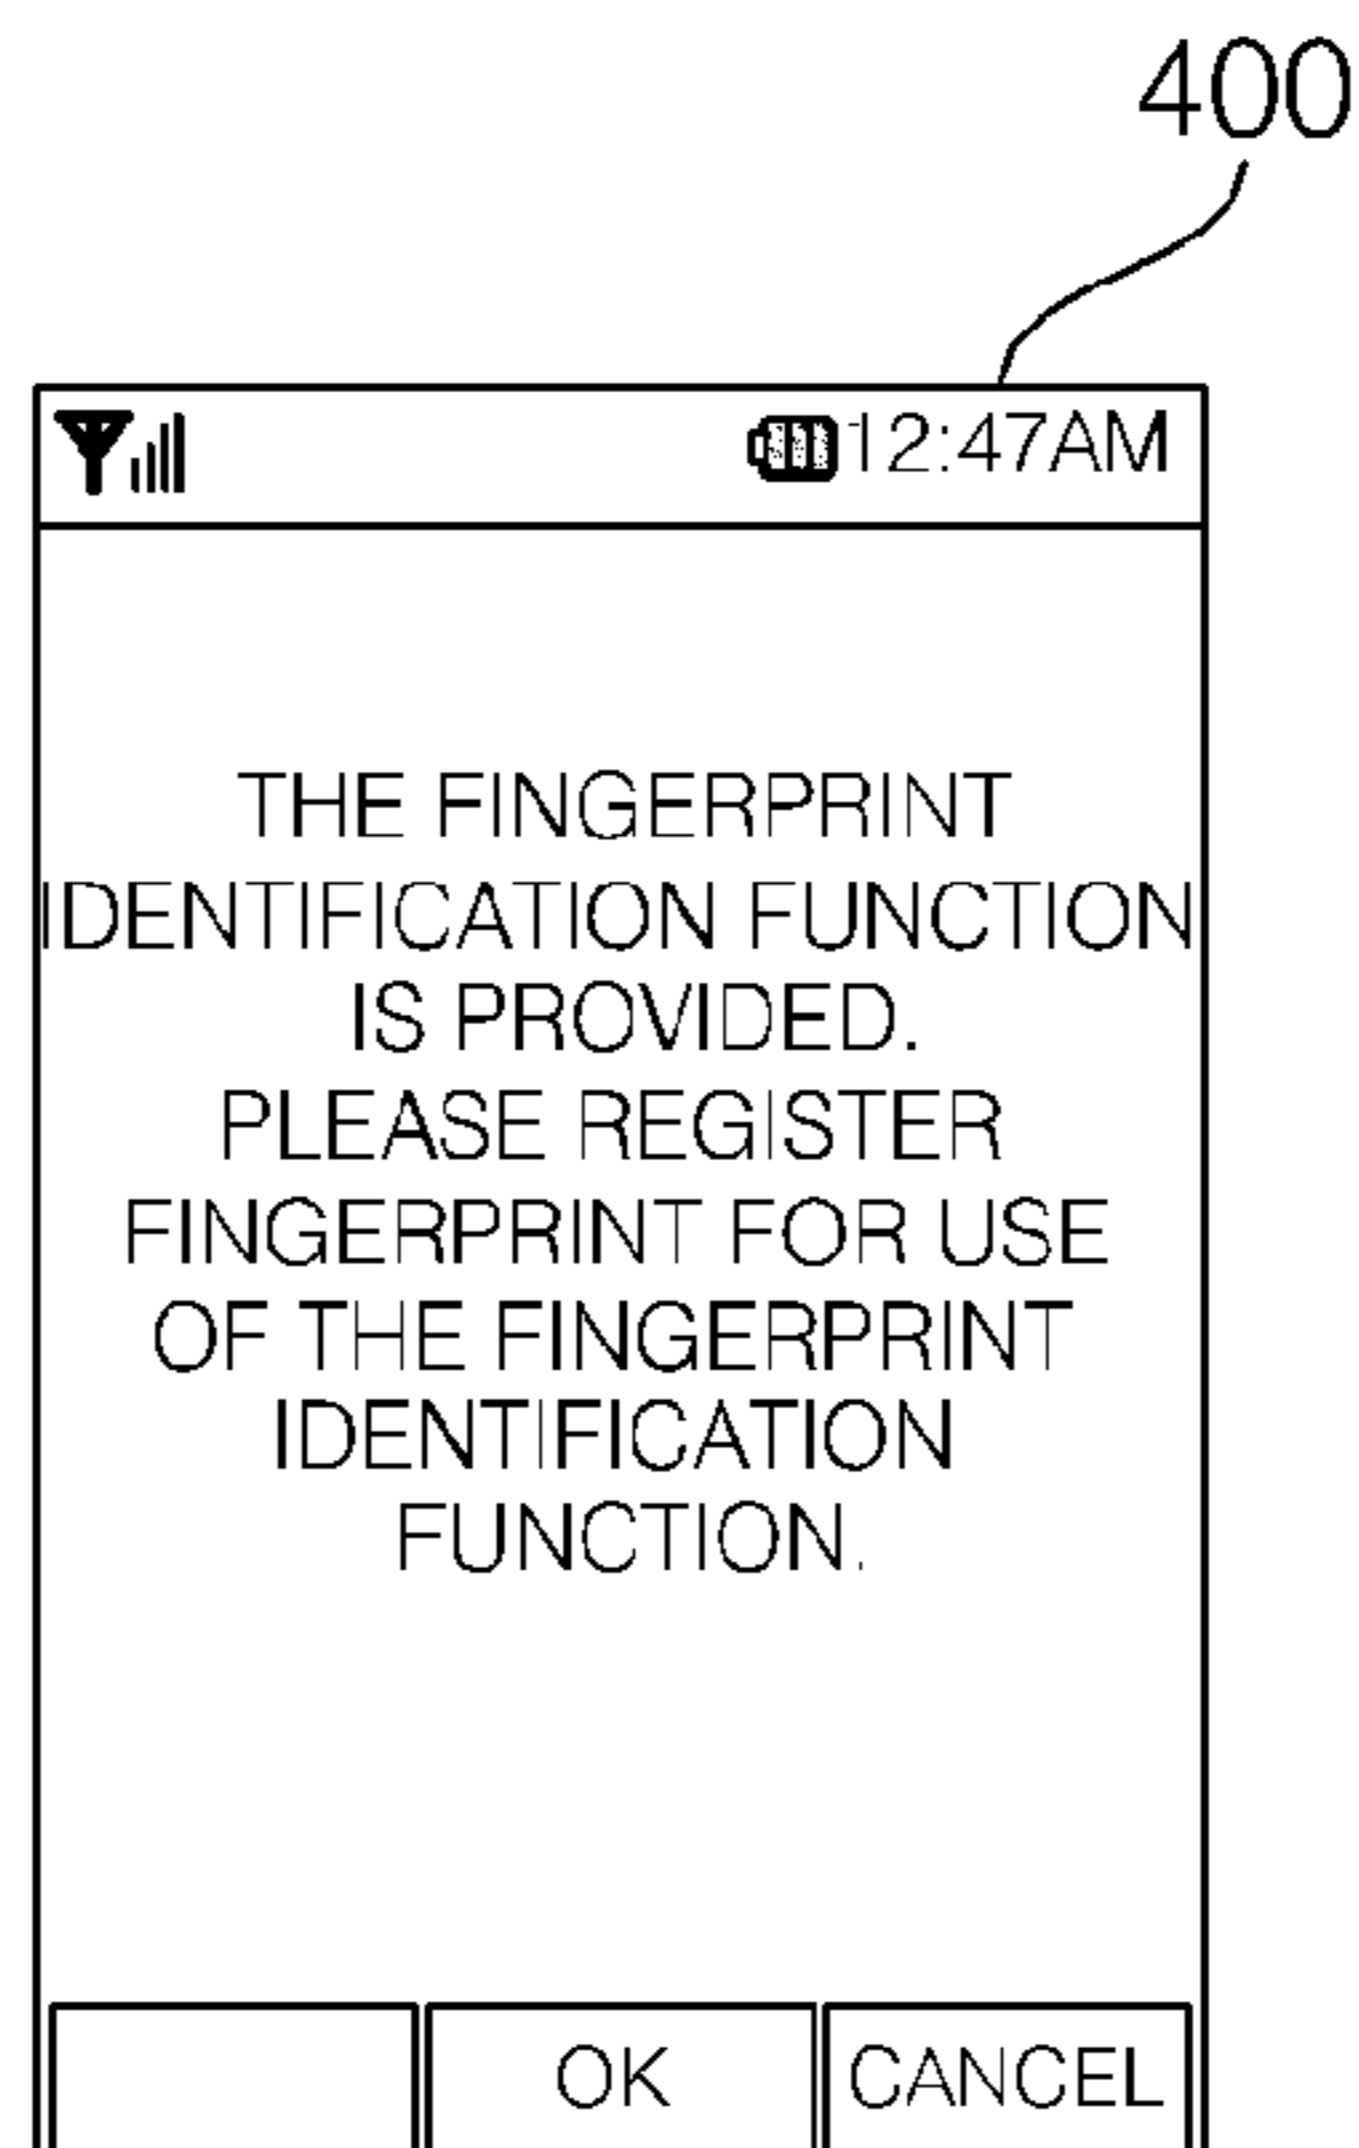 400
12:47AM
THE FINGERPRINT
IDENTIFICATION FUNCTION
IS PROVIDED.
PLEASE REGISTER
FINGERPRINT FOR USE
OF THE FINGERPRINT
IDENTIFICATION
FUNCTION.
OK CANCEL